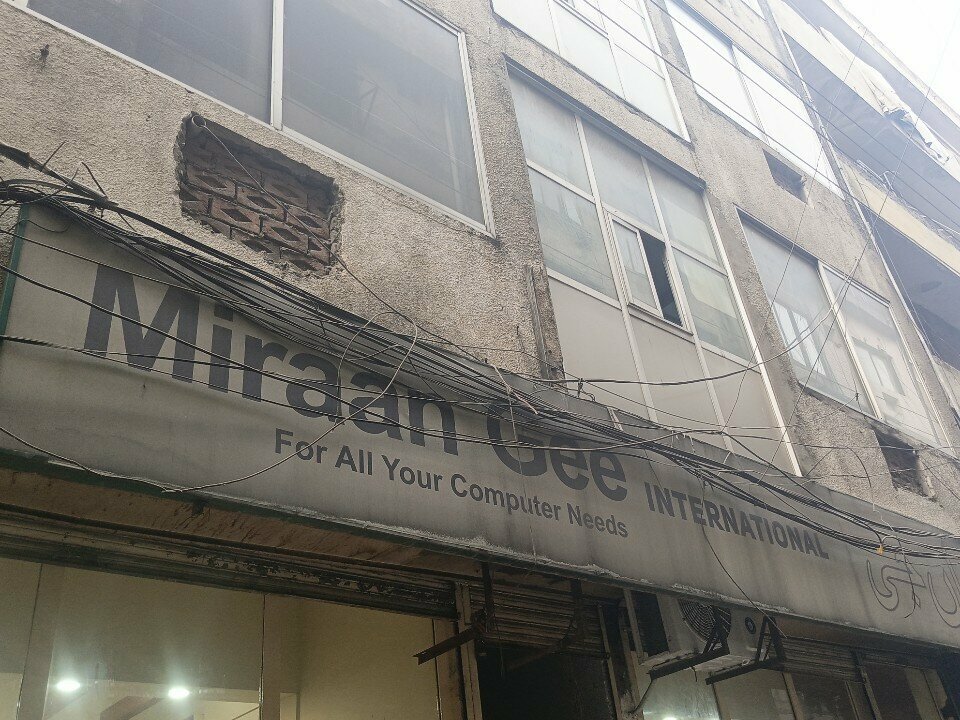 Miraan Gee INTERNATIONAL
For All Your Computer Needs